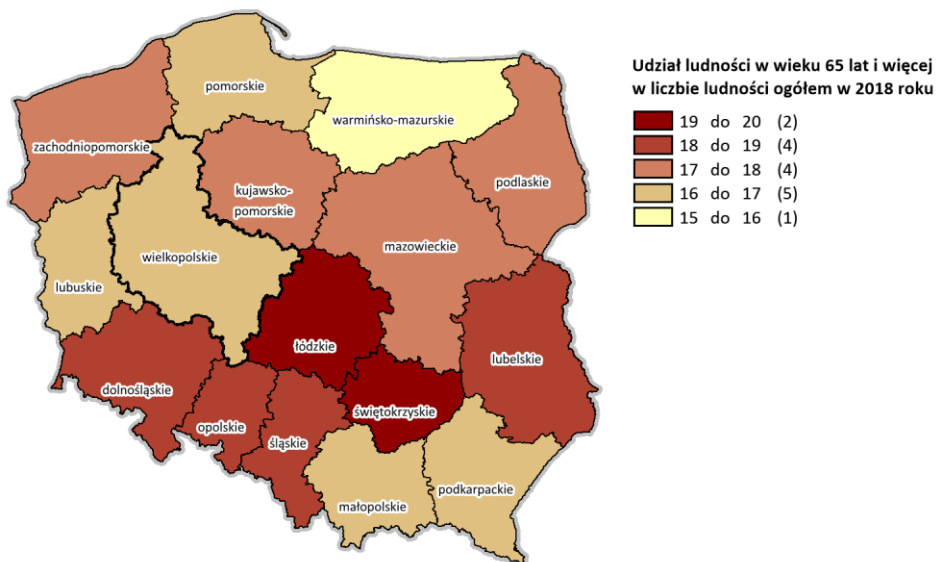 Udział ludności w wieku 65 lat i więcej
w liczbie ludności ogółem w 2018 roku
19 do 20 (2)
18 do 19 (4)
17 do 18 (4)
16 do 17 (5)
15 do 16 (1)
pomorskie
warmińsko-mazurskie
zachodniopomorskie
podlaskie
kujawsko-
pomorskie
mazowieckie
wielkopolskie
lubuskie
łódzkie
lubelskie
dolnośląskie
świętokrzyskie
opolskie
śląskie
podkarpackie
małopolskie